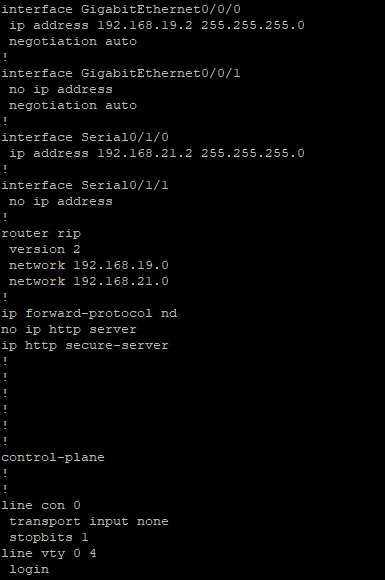 interface GigabitEthernet0/0/0
 ip address 192.168.19.2 255.255.255.0
 negotiation auto
!
interface GigabitEthernet0/0/1
 no ip address
 negotiation auto
!
interface Serial0/1/0
 ip address 192.168.21.2 255.255.255.0
!
interface Serial0/1/1
 no ip address
!
router rip
 version 2
 network 192.168.19.0
 network 192.168.21.0
!
ip forward-protocol nd
no ip http server
ip http secure-server
!
!
!
!
!
!
control-plane
!
!
line con 0
 transport input none
 stopbits 1
line vty 0 4
 login